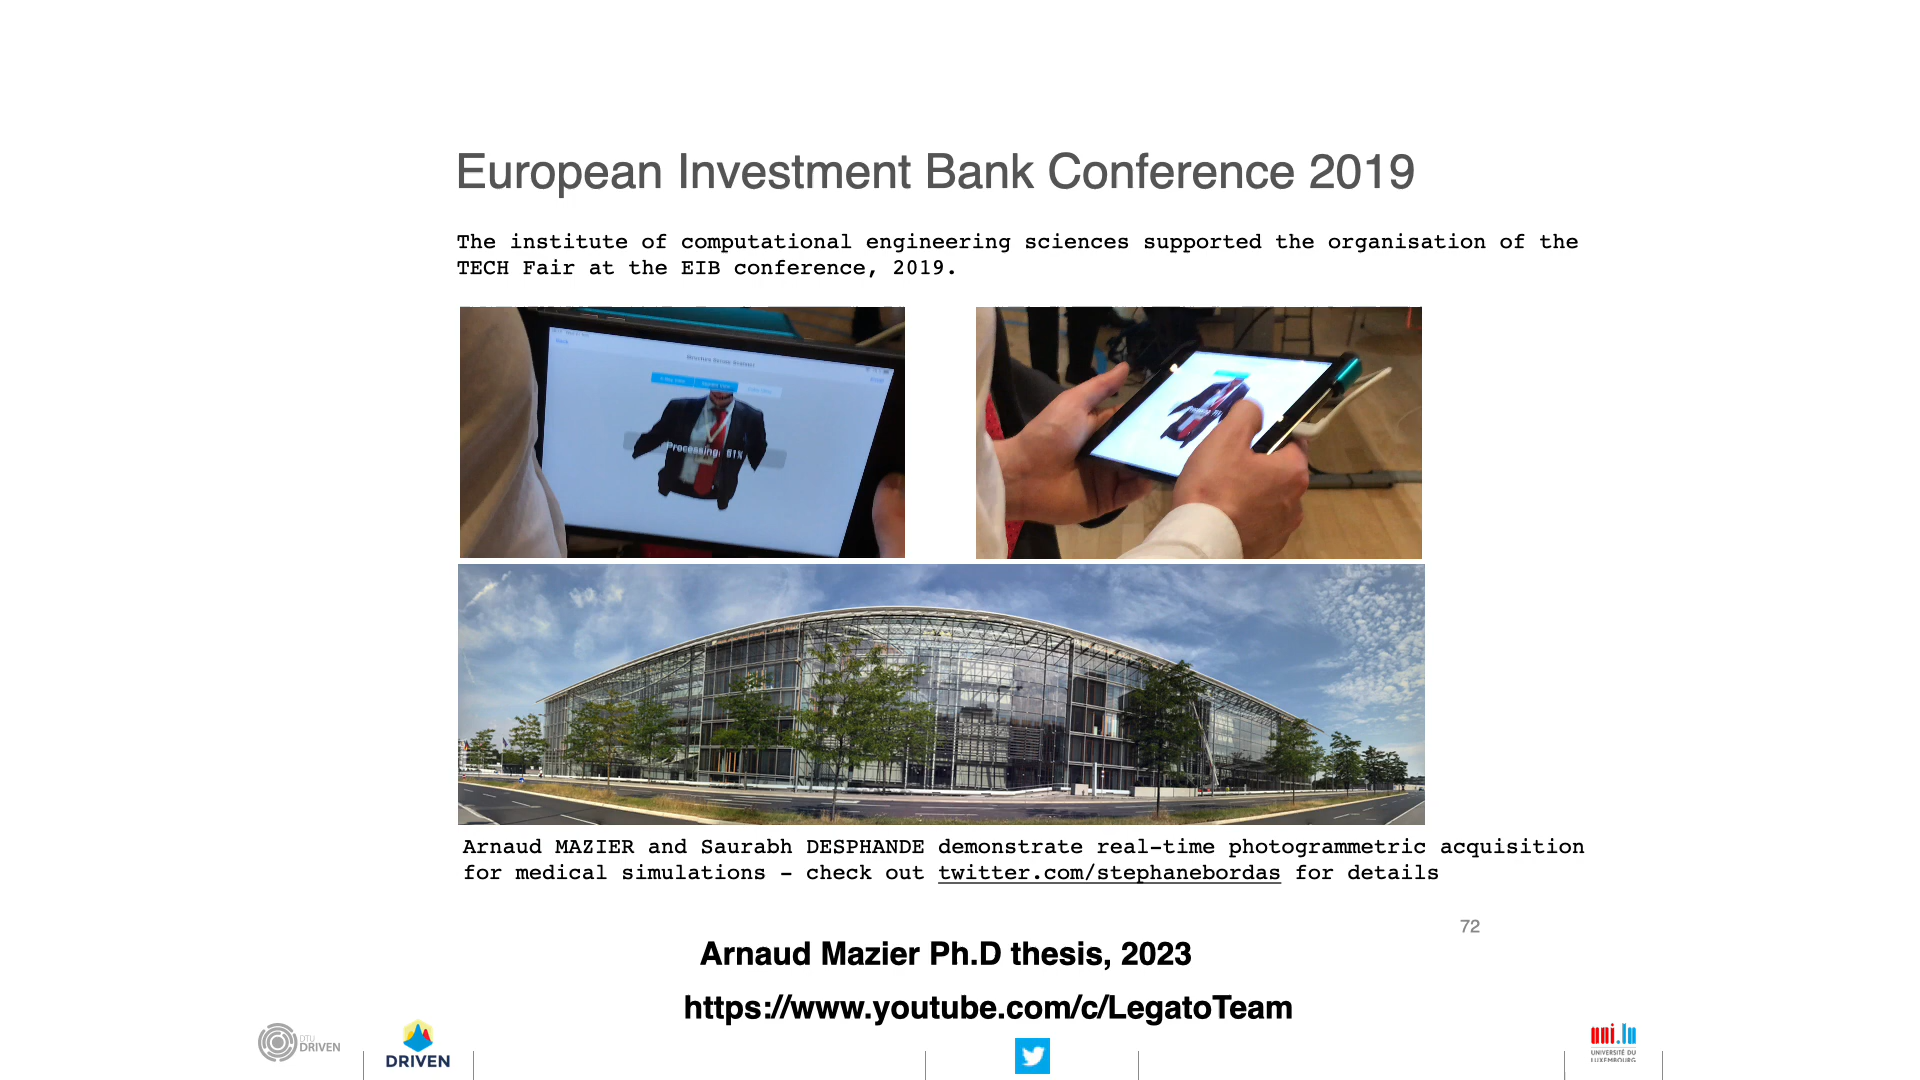 European Investment Bank Conference 2019
The institute of computational engineering sciences supported the organisation of the
TECH Fair at the EIB conference, 2019.
Processing: 61%
Arnaud MAZIER and Saurabh DESPHANDE demonstrate real-time photogrammetric acquisition
for medical simulations - check out twitter.com/stephanebordas for details
72
Arnaud Mazier Ph.D thesis, 2023
https://www.youtube.com/c/LegatoTeam
DTU
DRIVEN
DRIVEN
uni.lu
UNIVERSITÉ DU
LUXEMBOURG